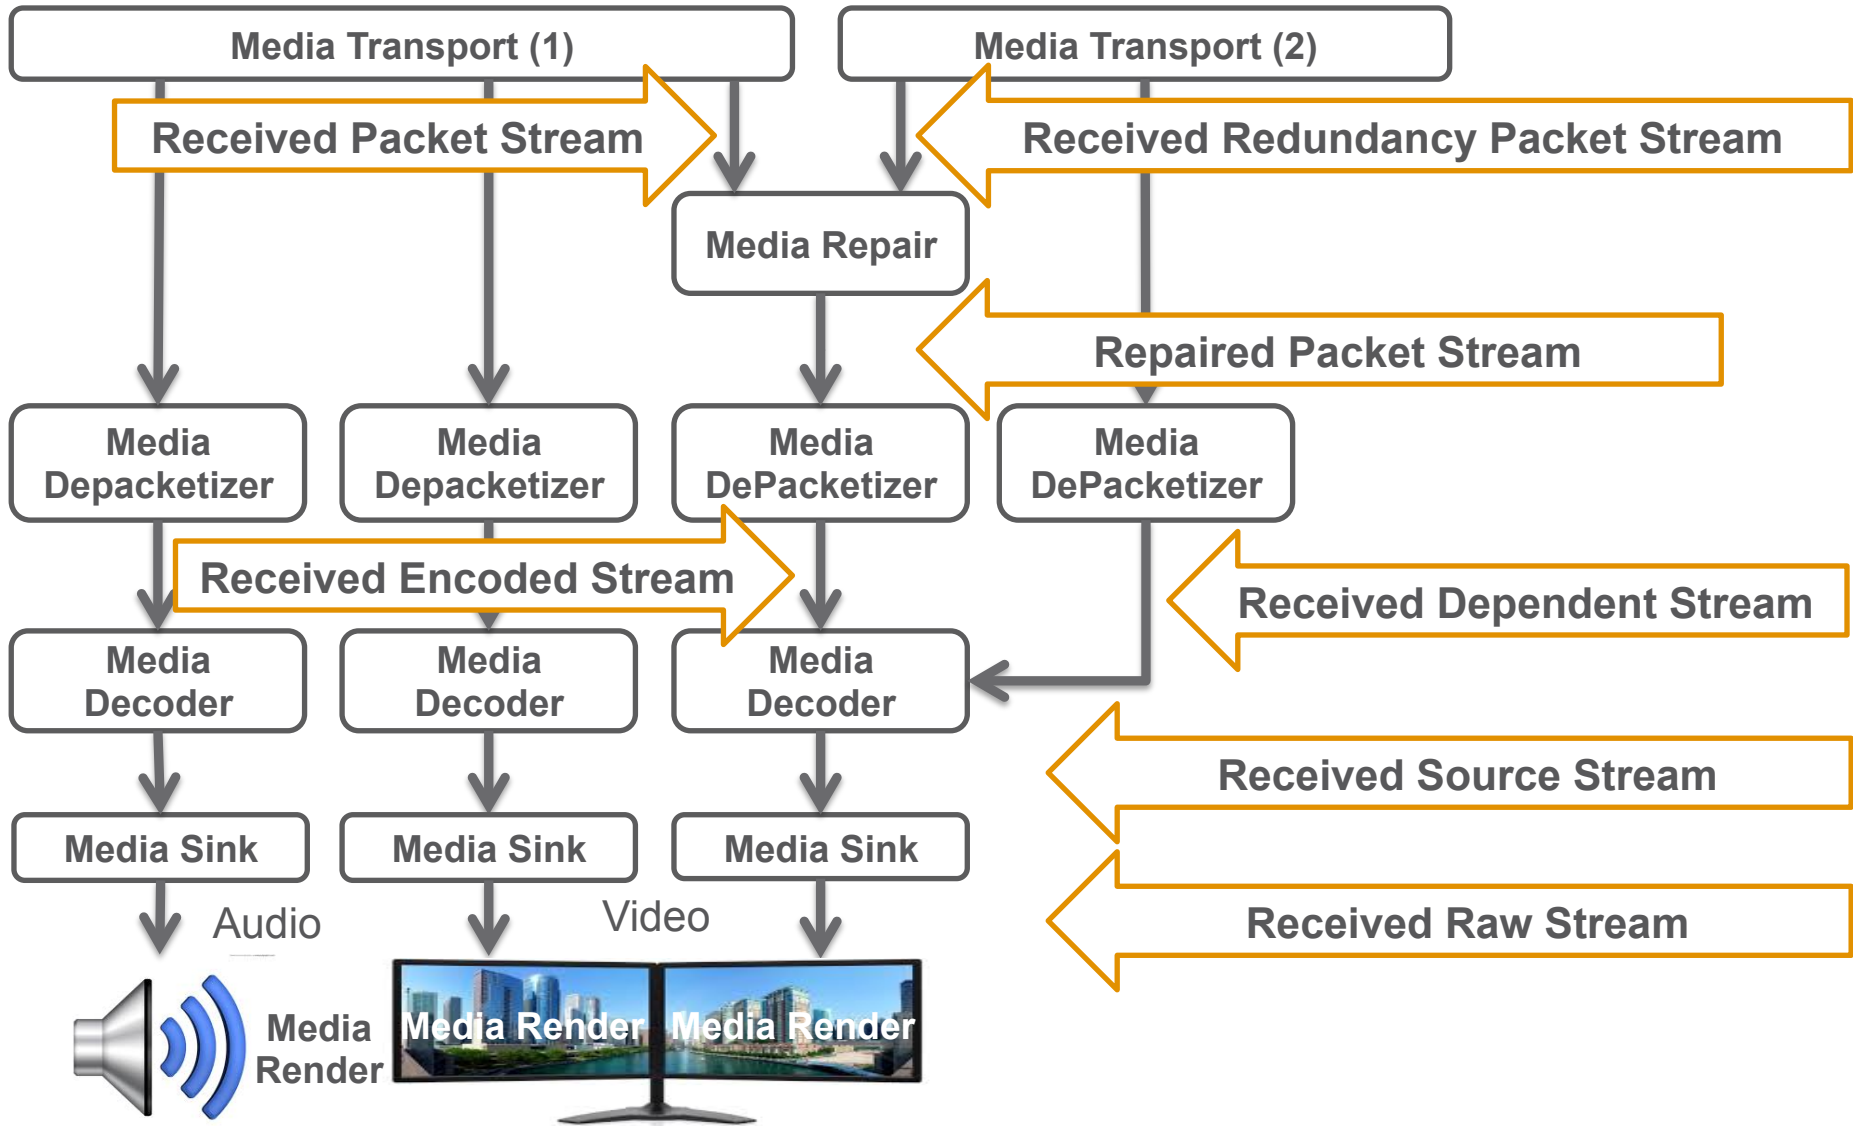 Media Transport (1)
Media Transport (2)
Received Packet Stream
Received Redundancy Packet Stream
Media Repair
Repaired Packet Stream
Media
Depacketizer
Media
Depacketizer
Media
DePacketizer
Media
DePacketizer
Received Encoded Stream
Received Dependent Stream
Media
Decoder
Media
Decoder
Media
Decoder
Received Source Stream
Media Sink
Media Sink
Media Sink
Audio
Video
Received Raw Stream
Media
Render
Media Render
Media Render